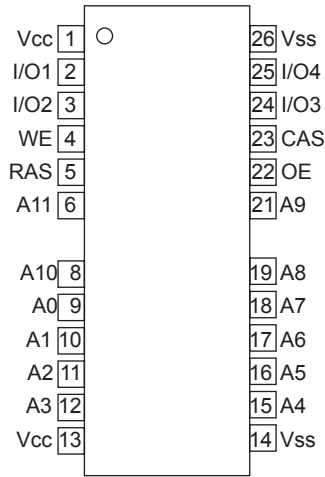 Vcc 1 26 Vss
I/O1 2 25 I/O4
I/O2 3 24 I/O3
WE 4 23 CAS
RAS 5 22 OE
A11 6 21 A9
A10 8 19 A8
A0 9 18 A7
A1 10 17 A6
A2 11 16 A5
A3 12 15 A4
Vcc 13 14 Vss